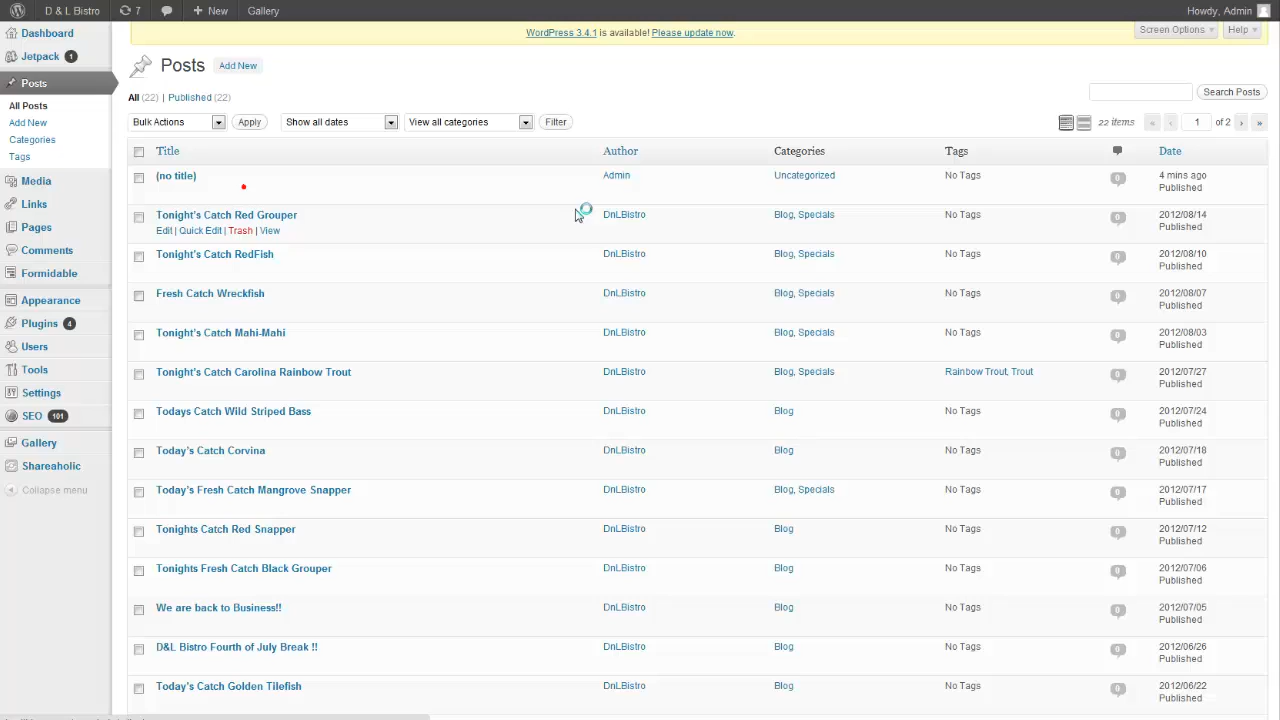 D & L Bistro 7 + New Gallery Howdy, Admin
WordPress 3.4.1 is available! Please update now.
Screen Options Help
Dashboard
Jetpack 1
Posts
All Posts
Add New
Categories
Tags
Media
Links
Pages
Comments
Formidable
Appearance
Plugins 4
Users
Tools
Settings
SEO 101
Gallery
Shareaholic
Collapse menu
Posts Add New
All (22) | Published (22)
Search Posts
Bulk Actions Apply Show all dates View all categories Filter
22 items « ‹ 1 of 2 › »
Title Author Categories Tags Date
(no title) Admin Uncategorized 0 4 mins ago
Published
Tonight's Catch Red Grouper DnLBistro Blog, Specials No Tags 0 2012/08/14
Published
Edit | Quick Edit | Trash | View
Tonight's Catch RedFish DnLBistro Blog, Specials No Tags 0 2012/08/10
Published
Fresh Catch Wreckfish DnLBistro Blog, Specials No Tags 0 2012/08/07
Published
Tonight's Catch Mahi-Mahi DnLBistro Blog, Specials No Tags 0 2012/08/03
Published
Tonight's Catch Carolina Rainbow Trout DnLBistro Blog, Specials Rainbow Trout, Trout 0 2012/07/27
Published
Todays Catch Wild Striped Bass DnLBistro Blog No Tags 0 2012/07/24
Published
Today's Catch Corvina DnLBistro Blog No Tags 0 2012/07/18
Published
Today's Fresh Catch Mangrove Snapper DnLBistro Blog, Specials No Tags 0 2012/07/17
Published
Tonights Catch Red Snapper DnLBistro Blog No Tags 0 2012/07/12
Published
Tonights Fresh Catch Black Grouper DnLBistro Blog No Tags 0 2012/07/06
Published
We are back to Business!! DnLBistro Blog No Tags 0 2012/07/05
Published
D&L Bistro Fourth of July Break !! DnLBistro Blog No Tags 0 2012/06/26
Published
Today's Catch Golden Tilefish DnLBistro Blog No Tags 0 2012/06/22
Published